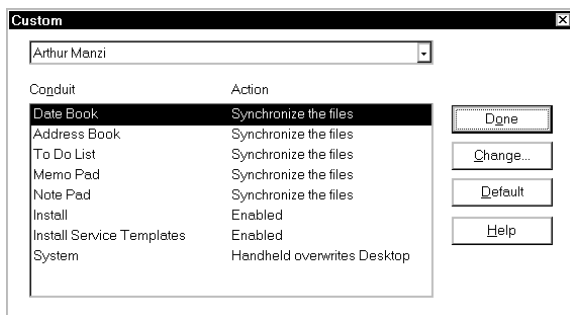 Custom
Arthur Manzi
Conduit Action
Date Book Synchronize the files
Address Book Synchronize the files
To Do List Synchronize the files
Memo Pad Synchronize the files
Note Pad Synchronize the files
Install Enabled
Install Service Templates Enabled
System Handheld overwrites Desktop
Done
Change...
Default
Help